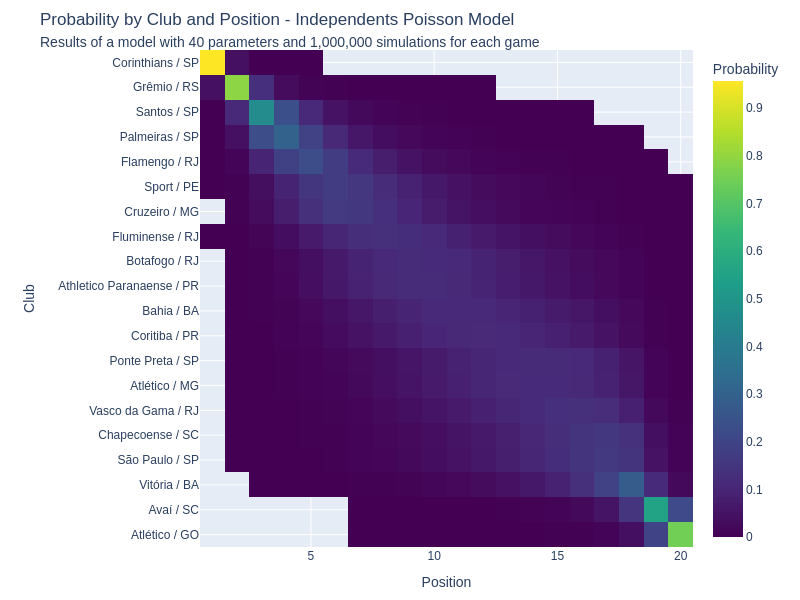 Probability by Club and Position - Independents Poisson Model
Results of a model with 40 parameters and 1,000,000 simulations for each game
Corinthians / SP
Grêmio / RS
Santos / SP
Palmeiras / SP
Flamengo / RJ
Sport / PE
Cruzeiro / MG
Fluminense / RJ
Botafogo / RJ
Athletico Paranaense / PR
Bahia / BA
Coritiba / PR
Ponte Preta / SP
Atlético / MG
Vasco da Gama / RJ
Chapecoense / SC
São Paulo / SP
Vitória / BA
Avaí / SC
Atlético / GO
Club
5
10
15
20
Position
Probability
0.9
0.8
0.7
0.6
0.5
0.4
0.3
0.2
0.1
0